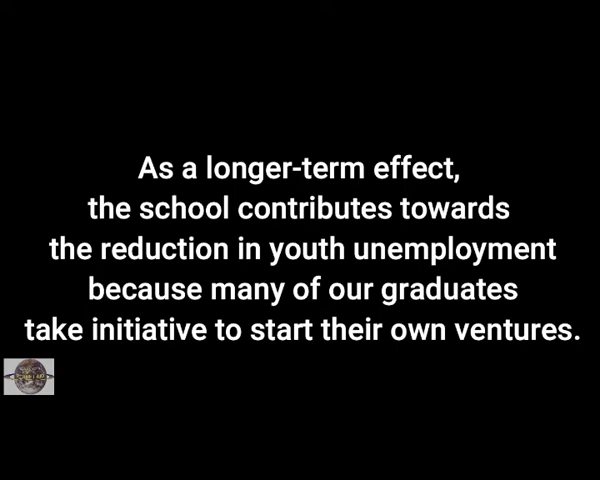 As a longer-term effect,
the school contributes towards
the reduction in youth unemployment
because many of our graduates
take initiative to start their own ventures.